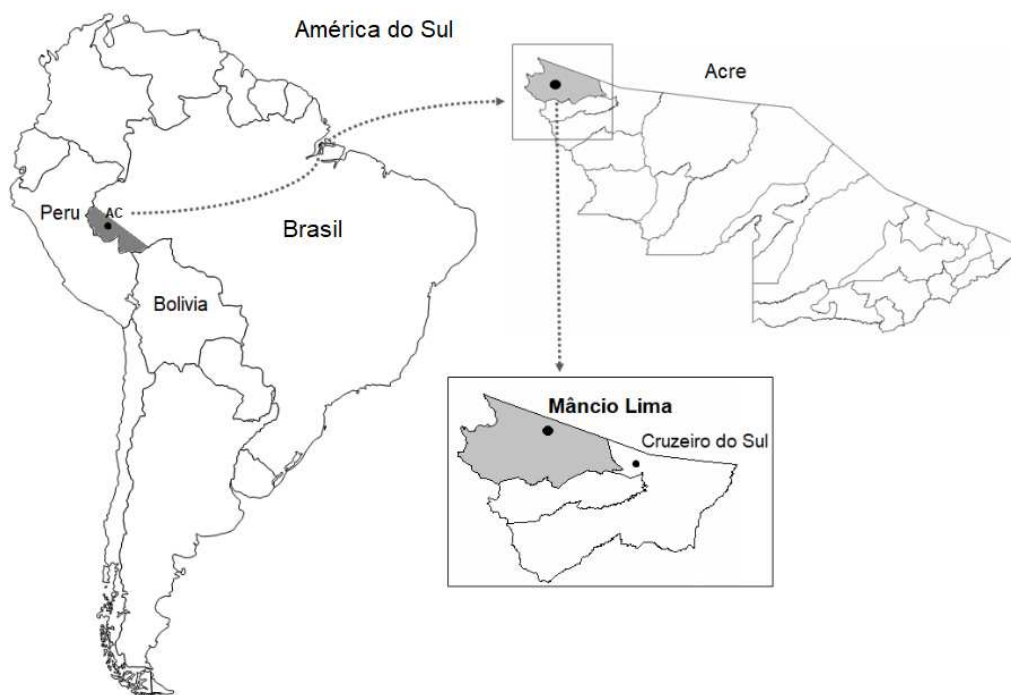 América do Sul
Acre
Peru
AC
Brasil
Bolivia
Mâncio Lima
Cruzeiro do Sul